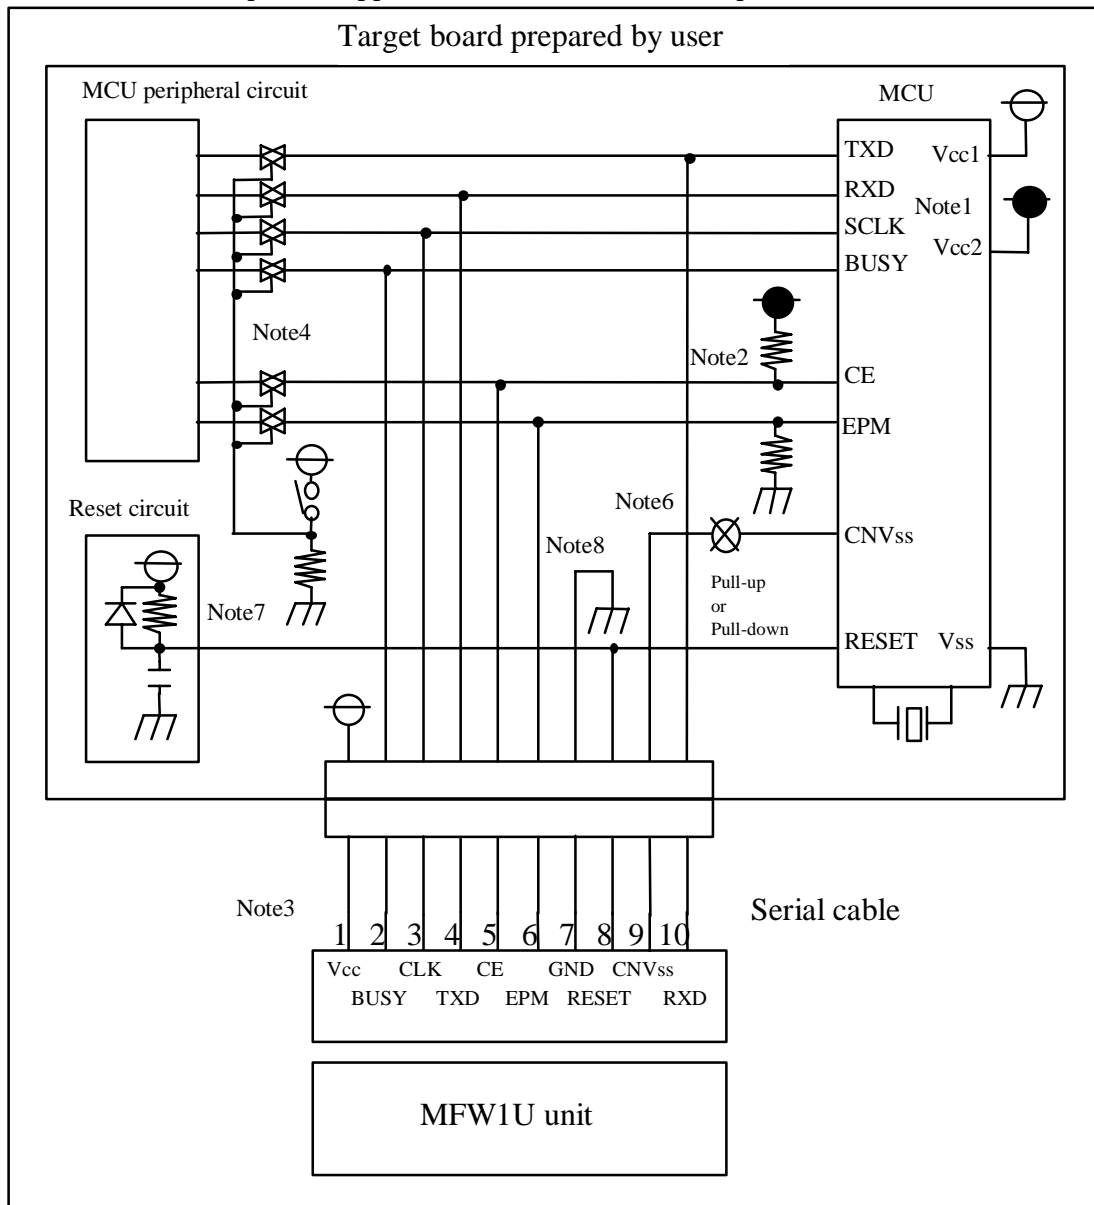 Target board prepared by user
MCU peripheral circuit
MCU
TXD
Vcc1
RXD
Note1
SCLK
Vcc2
BUSY
Note4
Note2
CE
EPM
Reset circuit
Note6
Note8
CNVss
Pull-up
or
Pull-down
Note7
RESET
Vss
Note3
Serial cable
1 2 3 4 5 6 7 8 9 10
Vcc CLK CE GND CNVss
BUSY TXD EPM RESET RXD
MFW1U unit